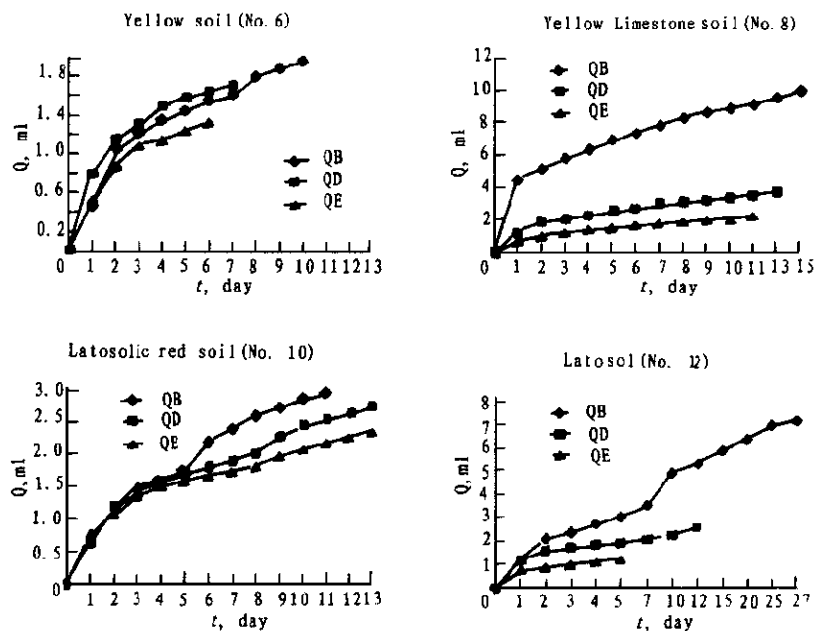 Yellow soil (No. 6)
1.8
1.4
1.0
0.6
0.2
0
Q, ml
QB
QD
QE
1 2 3 4 5 6 7 8 9 10 11 12 13
t, day
Yellow Limestone soil (No. 8)
12
10
8
6
4
2
0
Q, ml
QB
QD
QE
1 2 3 4 5 6 7 8 9 10 11 13 15
t, day
Latosolic red soil (No. 10)
3.0
2.5
2.0
1.5
1.0
0.5
0
Q, ml
QB
QD
QE
1 2 3 4 5 6 7 8 9 10 11 12 13
t, day
Latosol (No. 12)
8
7
6
5
4
3
2
1
0
Q, ml
QB
QD
QE
1 2 3 4 5 7 10 12 15 20 25 27
t, day